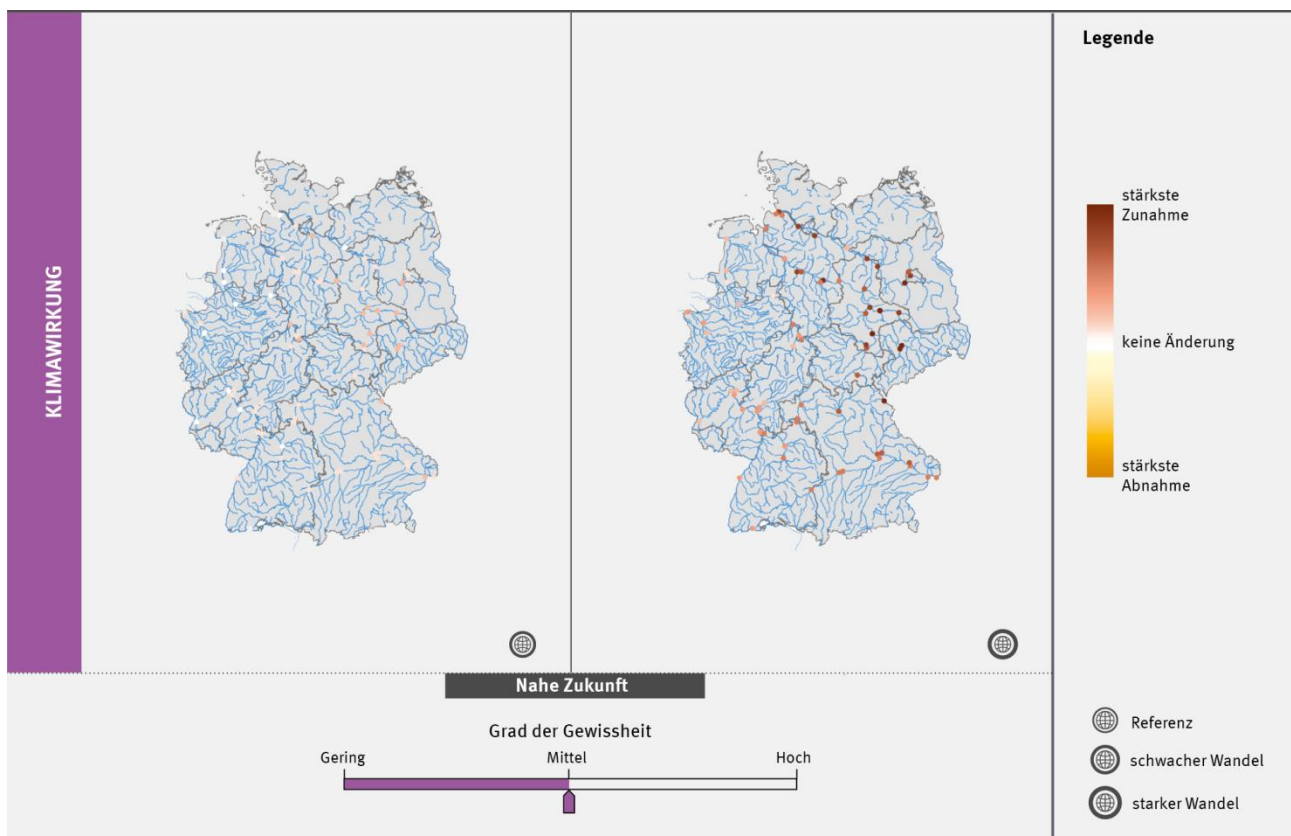 KLIMAWIRKUNG
Legende
stärkste
Zunahme
keine Änderung
stärkste
Abnahme
Nahe Zukunft
Grad der Gewissheit
Gering
Mittel
Hoch
Referenz
schwacher Wandel
starker Wandel